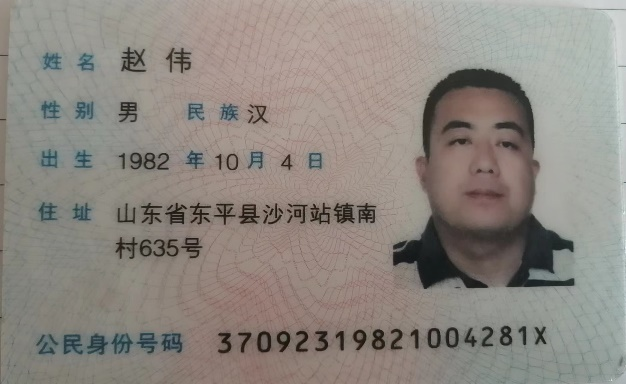 姓名 赵伟
性别 男 民族 汉
出生 1982 年 10 月 4 日
住址 山东省东平县沙河站镇南
村635号
公民身份号码 37092319821004281X